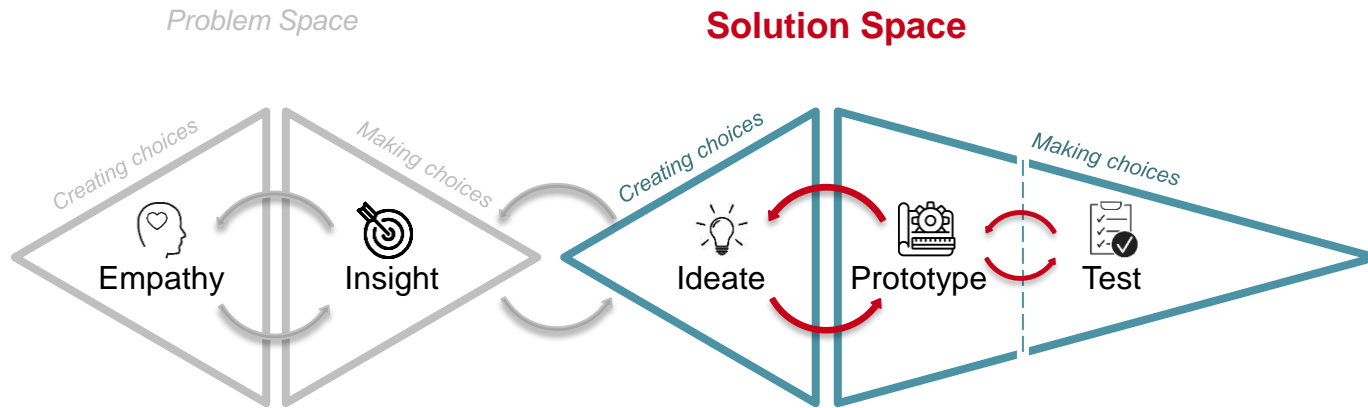 Problem Space
Solution Space
Creating choices
Making choices
Creating choices
Making choices
Empathy
Insight
Ideate
Prototype
Test